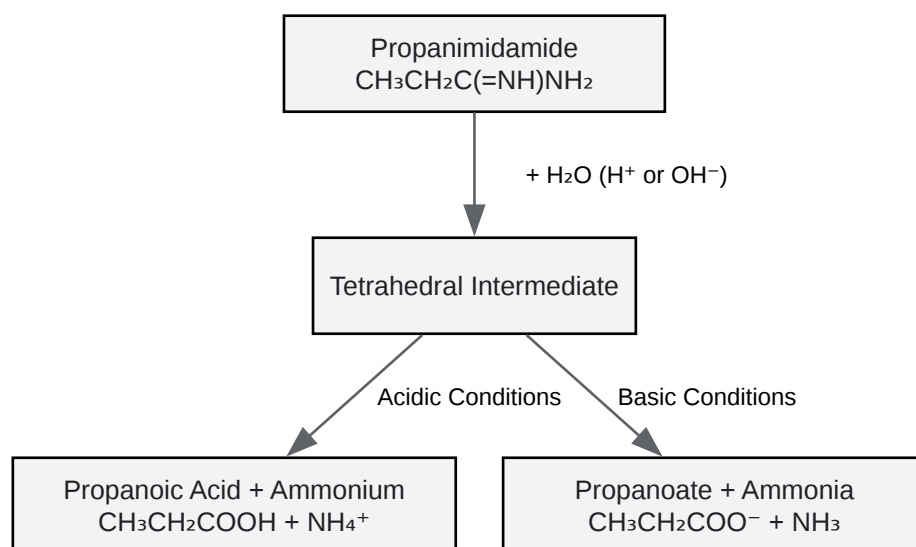 Propanimidamide
CH₃CH₂C(=NH)NH₂
+ H₂O (H⁺ or OH⁻)
Tetrahedral Intermediate
Acidic Conditions
Basic Conditions
Propanoic Acid + Ammonium
CH₃CH₂COOH + NH₄⁺
Propanoate + Ammonia
CH₃CH₂COO⁻ + NH₃